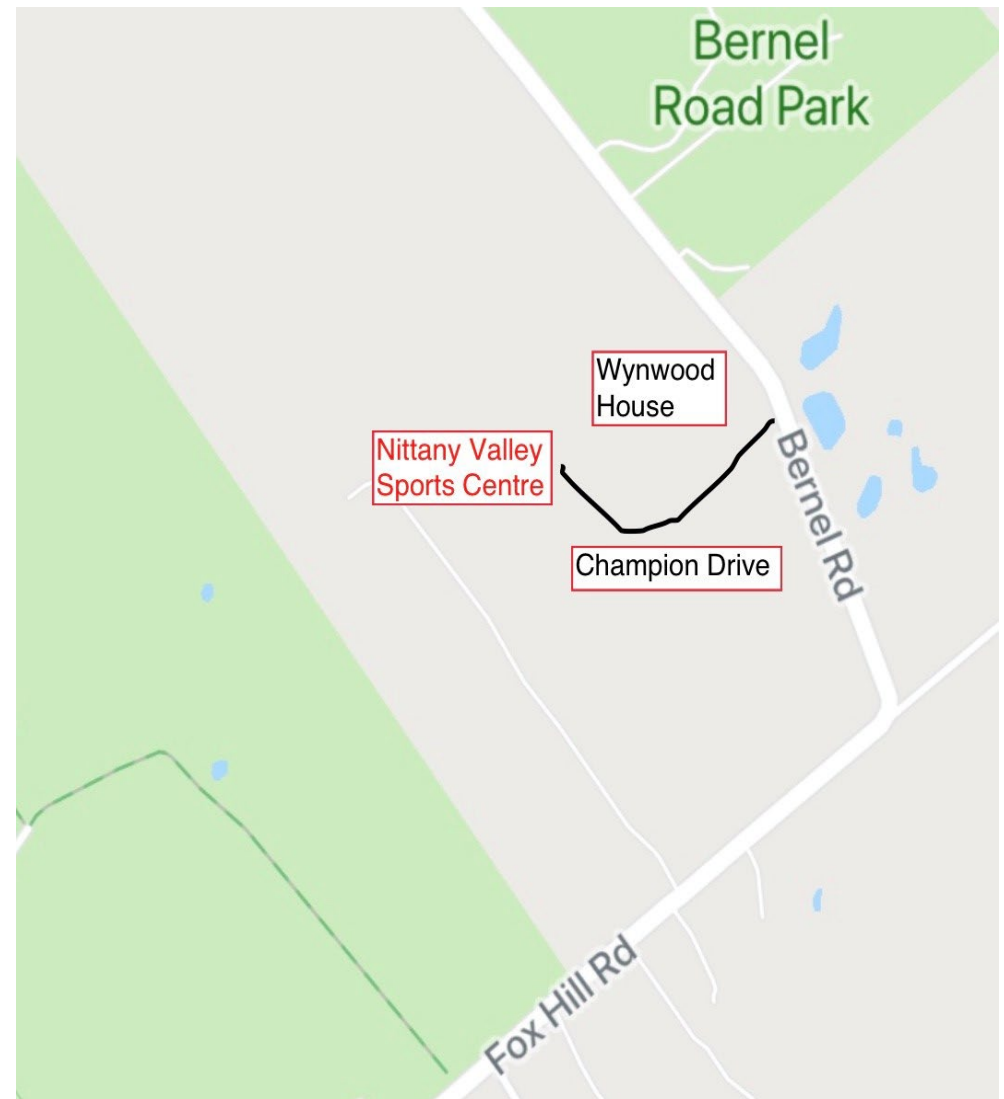 Bernel
Road Park
Wynwood
House
Nittany Valley
Sports Centre
Bernel Rd
Champion Drive
Fox Hill Rd